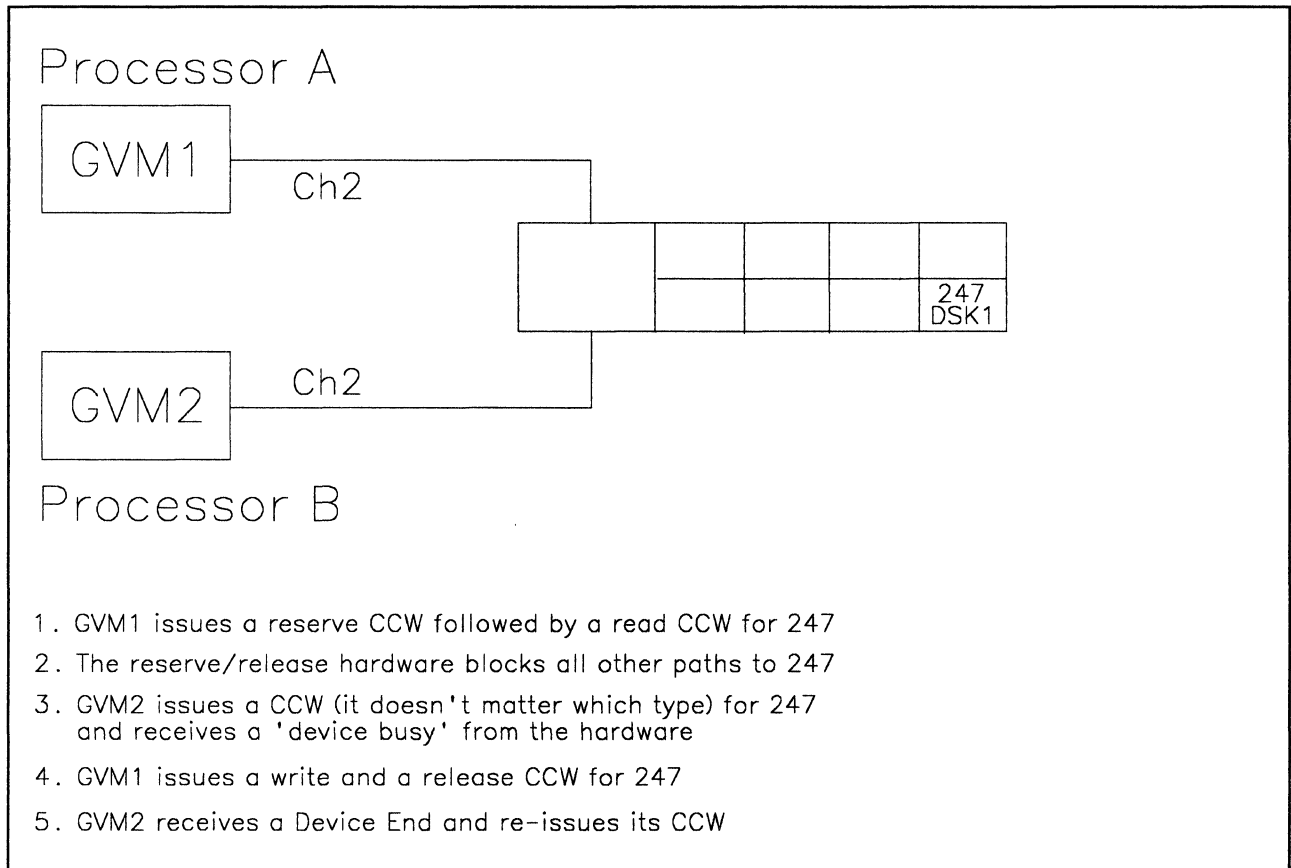 Processor A
GVM1
Ch2
247
DSK1
Ch2
GVM2
Processor B
1. GVM1 issues a reserve CCW followed by a read CCW for 247
2. The reserve/release hardware blocks all other paths to 247
3. GVM2 issues a CCW (it doesn't matter which type) for 247
and receives a 'device busy' from the hardware
4. GVM1 issues a write and a release CCW for 247
5. GVM2 receives a Device End and re-issues its CCW